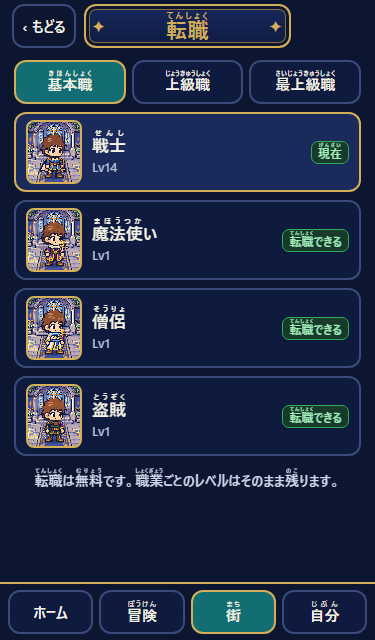 ‹ もどる
転職
てんしょく
基本職
きほんしょく
上級職
じょうきゅうしょく
最上級職
さいじょうきゅうしょく
戦士
せんし
Lv14
現在
げんざい
魔法使い
まほうつか
Lv1
転職できる
てんしょく
僧侶
そうりょ
Lv1
転職できる
てんしょく
盗賊
とうぞく
Lv1
転職できる
てんしょく
転職は無料です。職業ごとのレベルはそのまま残ります。
てんしょく むりょう しょくぎょう のこ
ホーム
冒険
ぼうけん
街
まち
自分
じぶん